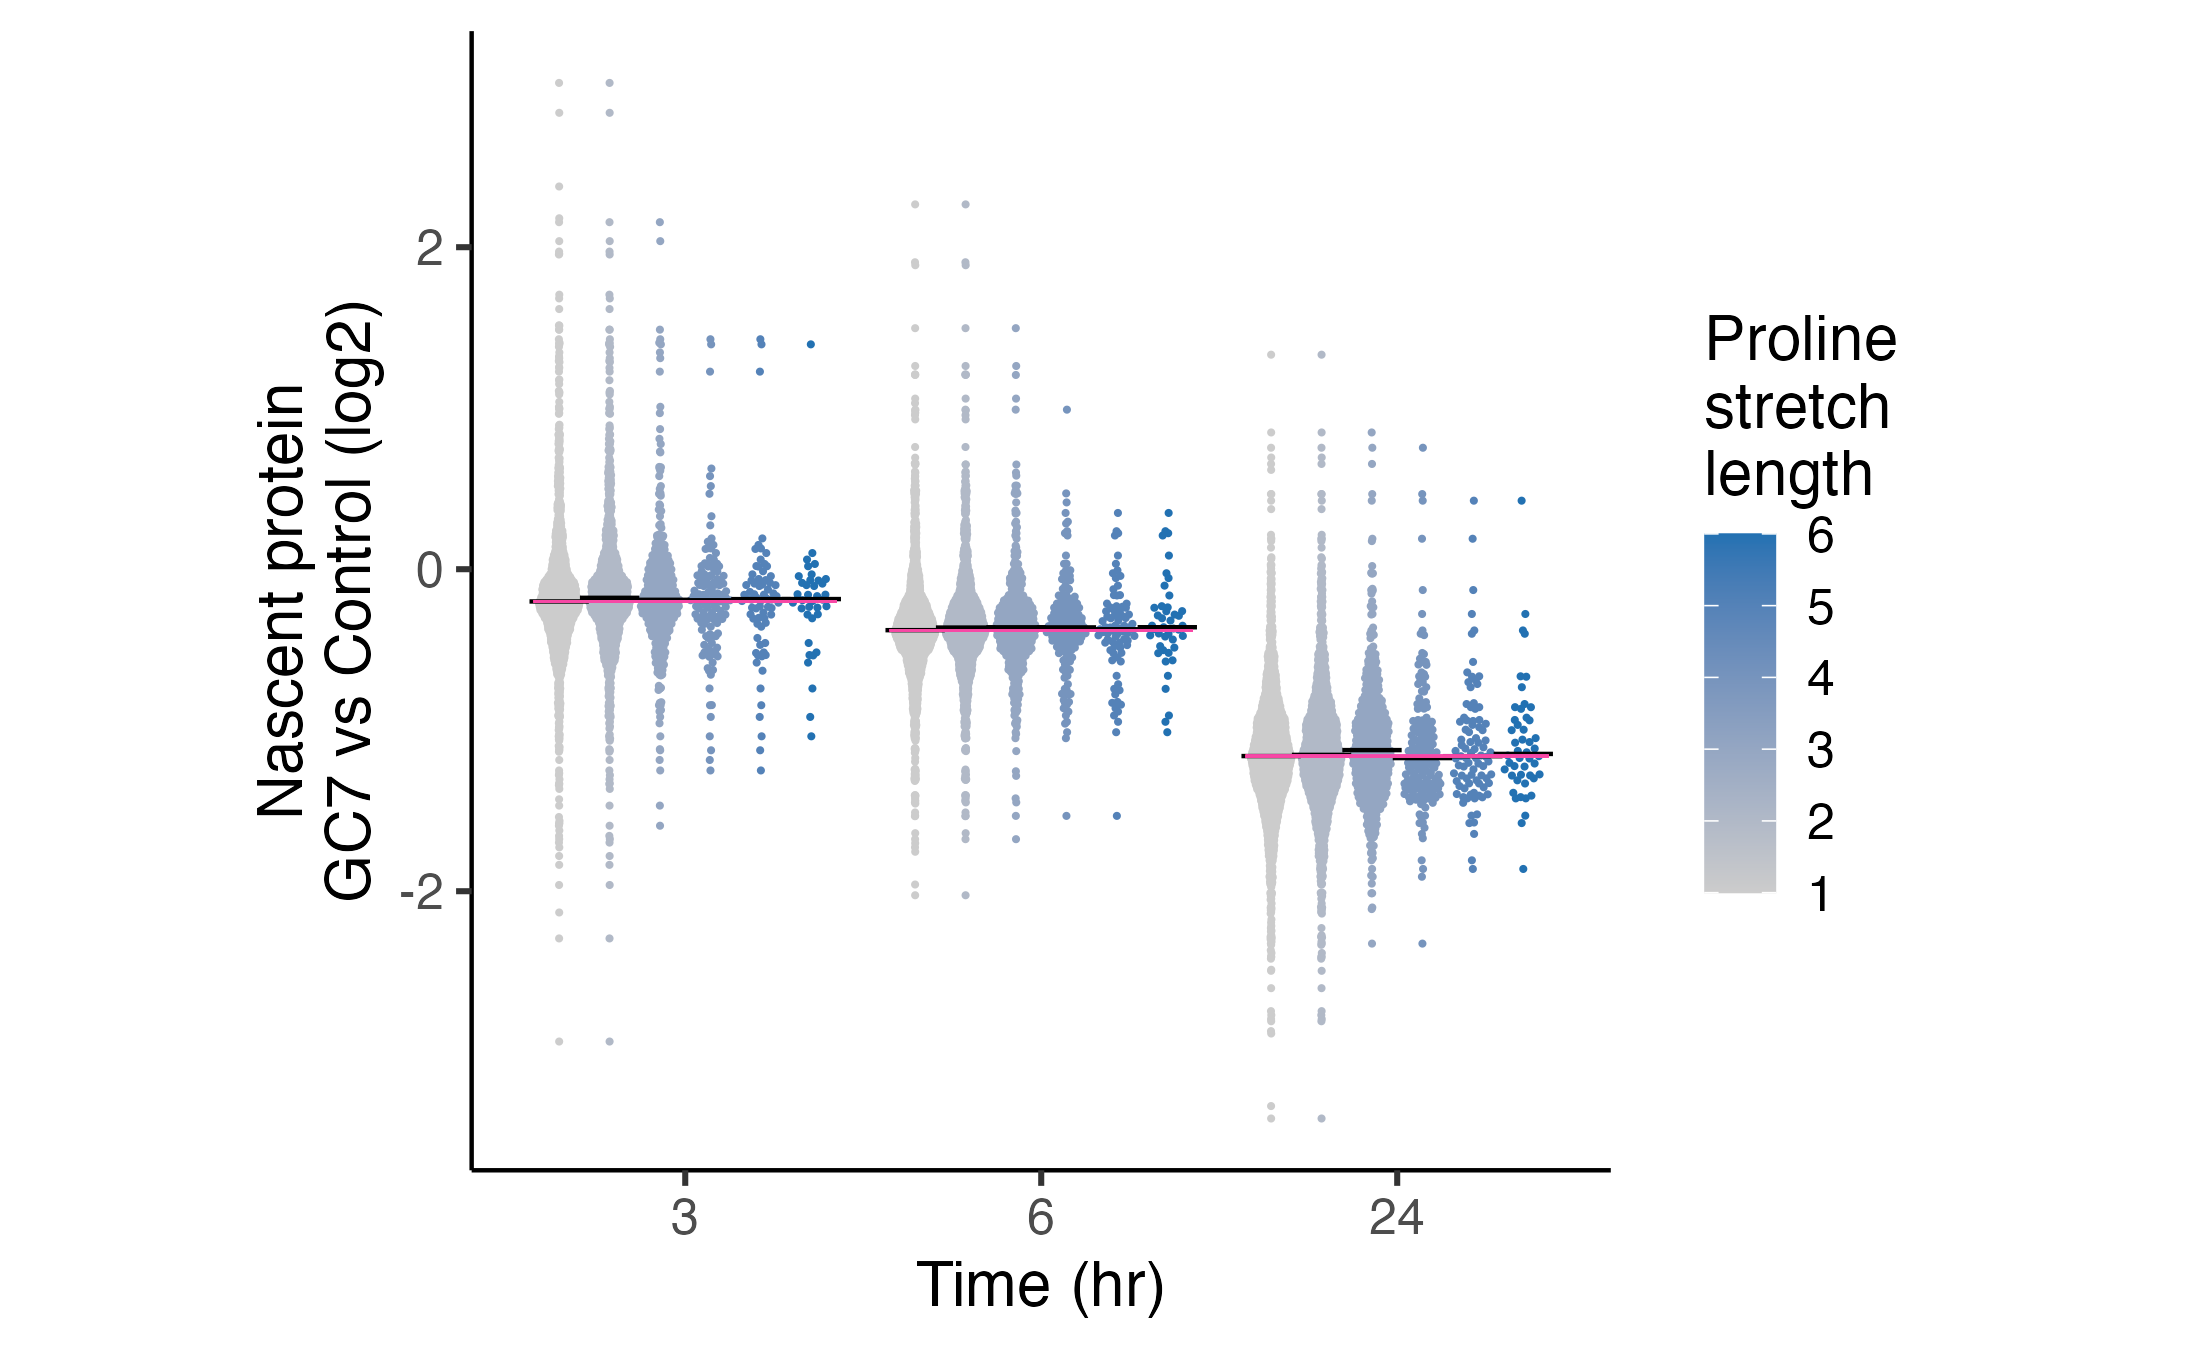 Nascent protein
GC7 vs Control (log2)
2
0
-2
3
6
24
Time (hr)
Proline
stretch
length
6
5
4
3
2
1